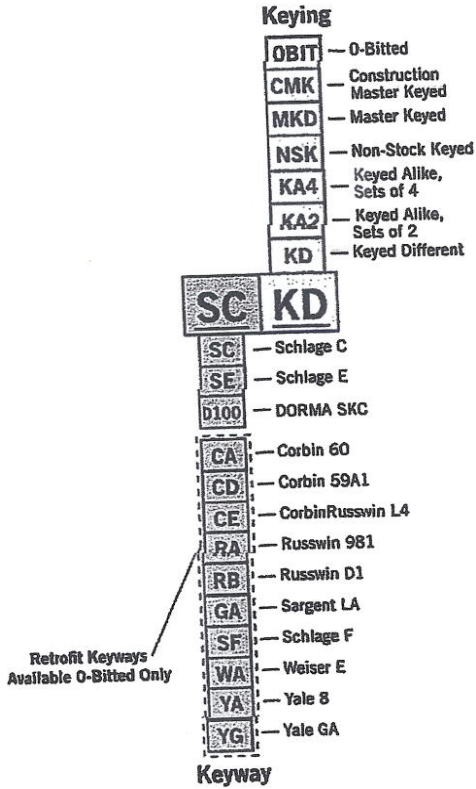 Keying
0BIT — 0-Bitted
CMK — Construction
Master Keyed
MKD — Master Keyed
NSK — Non-Stock Keyed
KA4 — Keyed Alike,
Sets of 4
KA2 — Keyed Alike,
Sets of 2
KD — Keyed Different
SC KD
SC — Schlage C
SE — Schlage E
D100 — DORMA SKC
CA — Corbin 60
CD — Corbin 59A1
CE — CorbinRusswin L4
RA — Russwin 981
RB — Russwin D1
GA — Sargent LA
SF — Schlage F
WA — Weiser E
YA — Yale 8
YG — Yale GA
Retrofit Keyways
Available 0-Bitted Only
Keyway